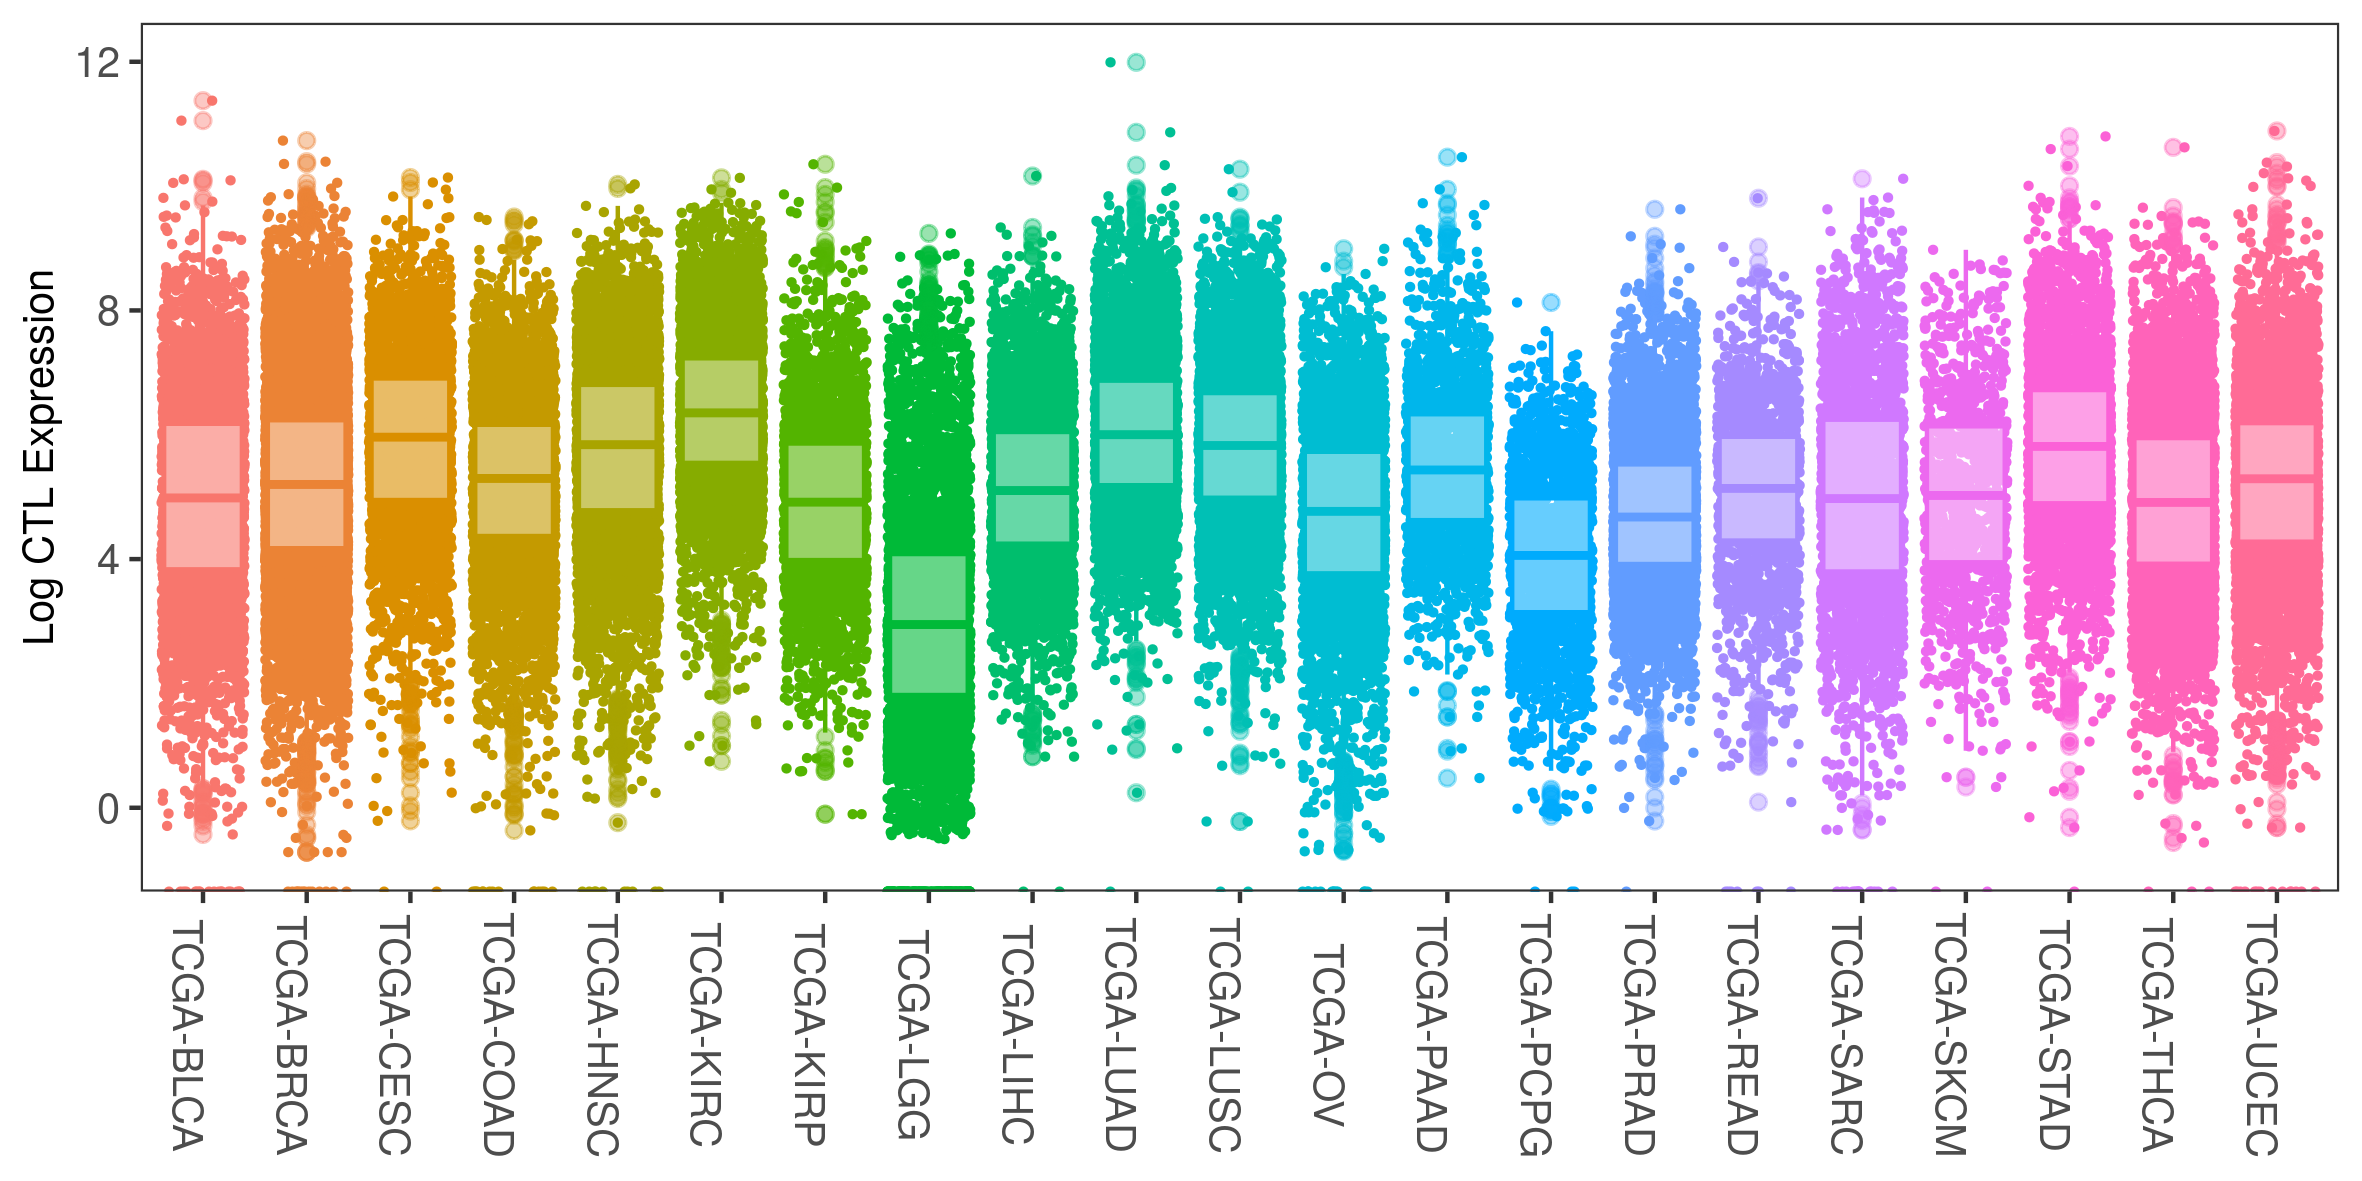 Log CTL Expression
12
8
4
0
TCGA-BLCA
TCGA-BRCA
TCGA-CESC
TCGA-COAD
TCGA-HNSC
TCGA-KIRC
TCGA-KIRP
TCGA-LGG
TCGA-LIHC
TCGA-LUAD
TCGA-LUSC
TCGA-OV
TCGA-PAAD
TCGA-PCPG
TCGA-PRAD
TCGA-READ
TCGA-SARC
TCGA-SKCM
TCGA-STAD
TCGA-THCA
TCGA-UCEC